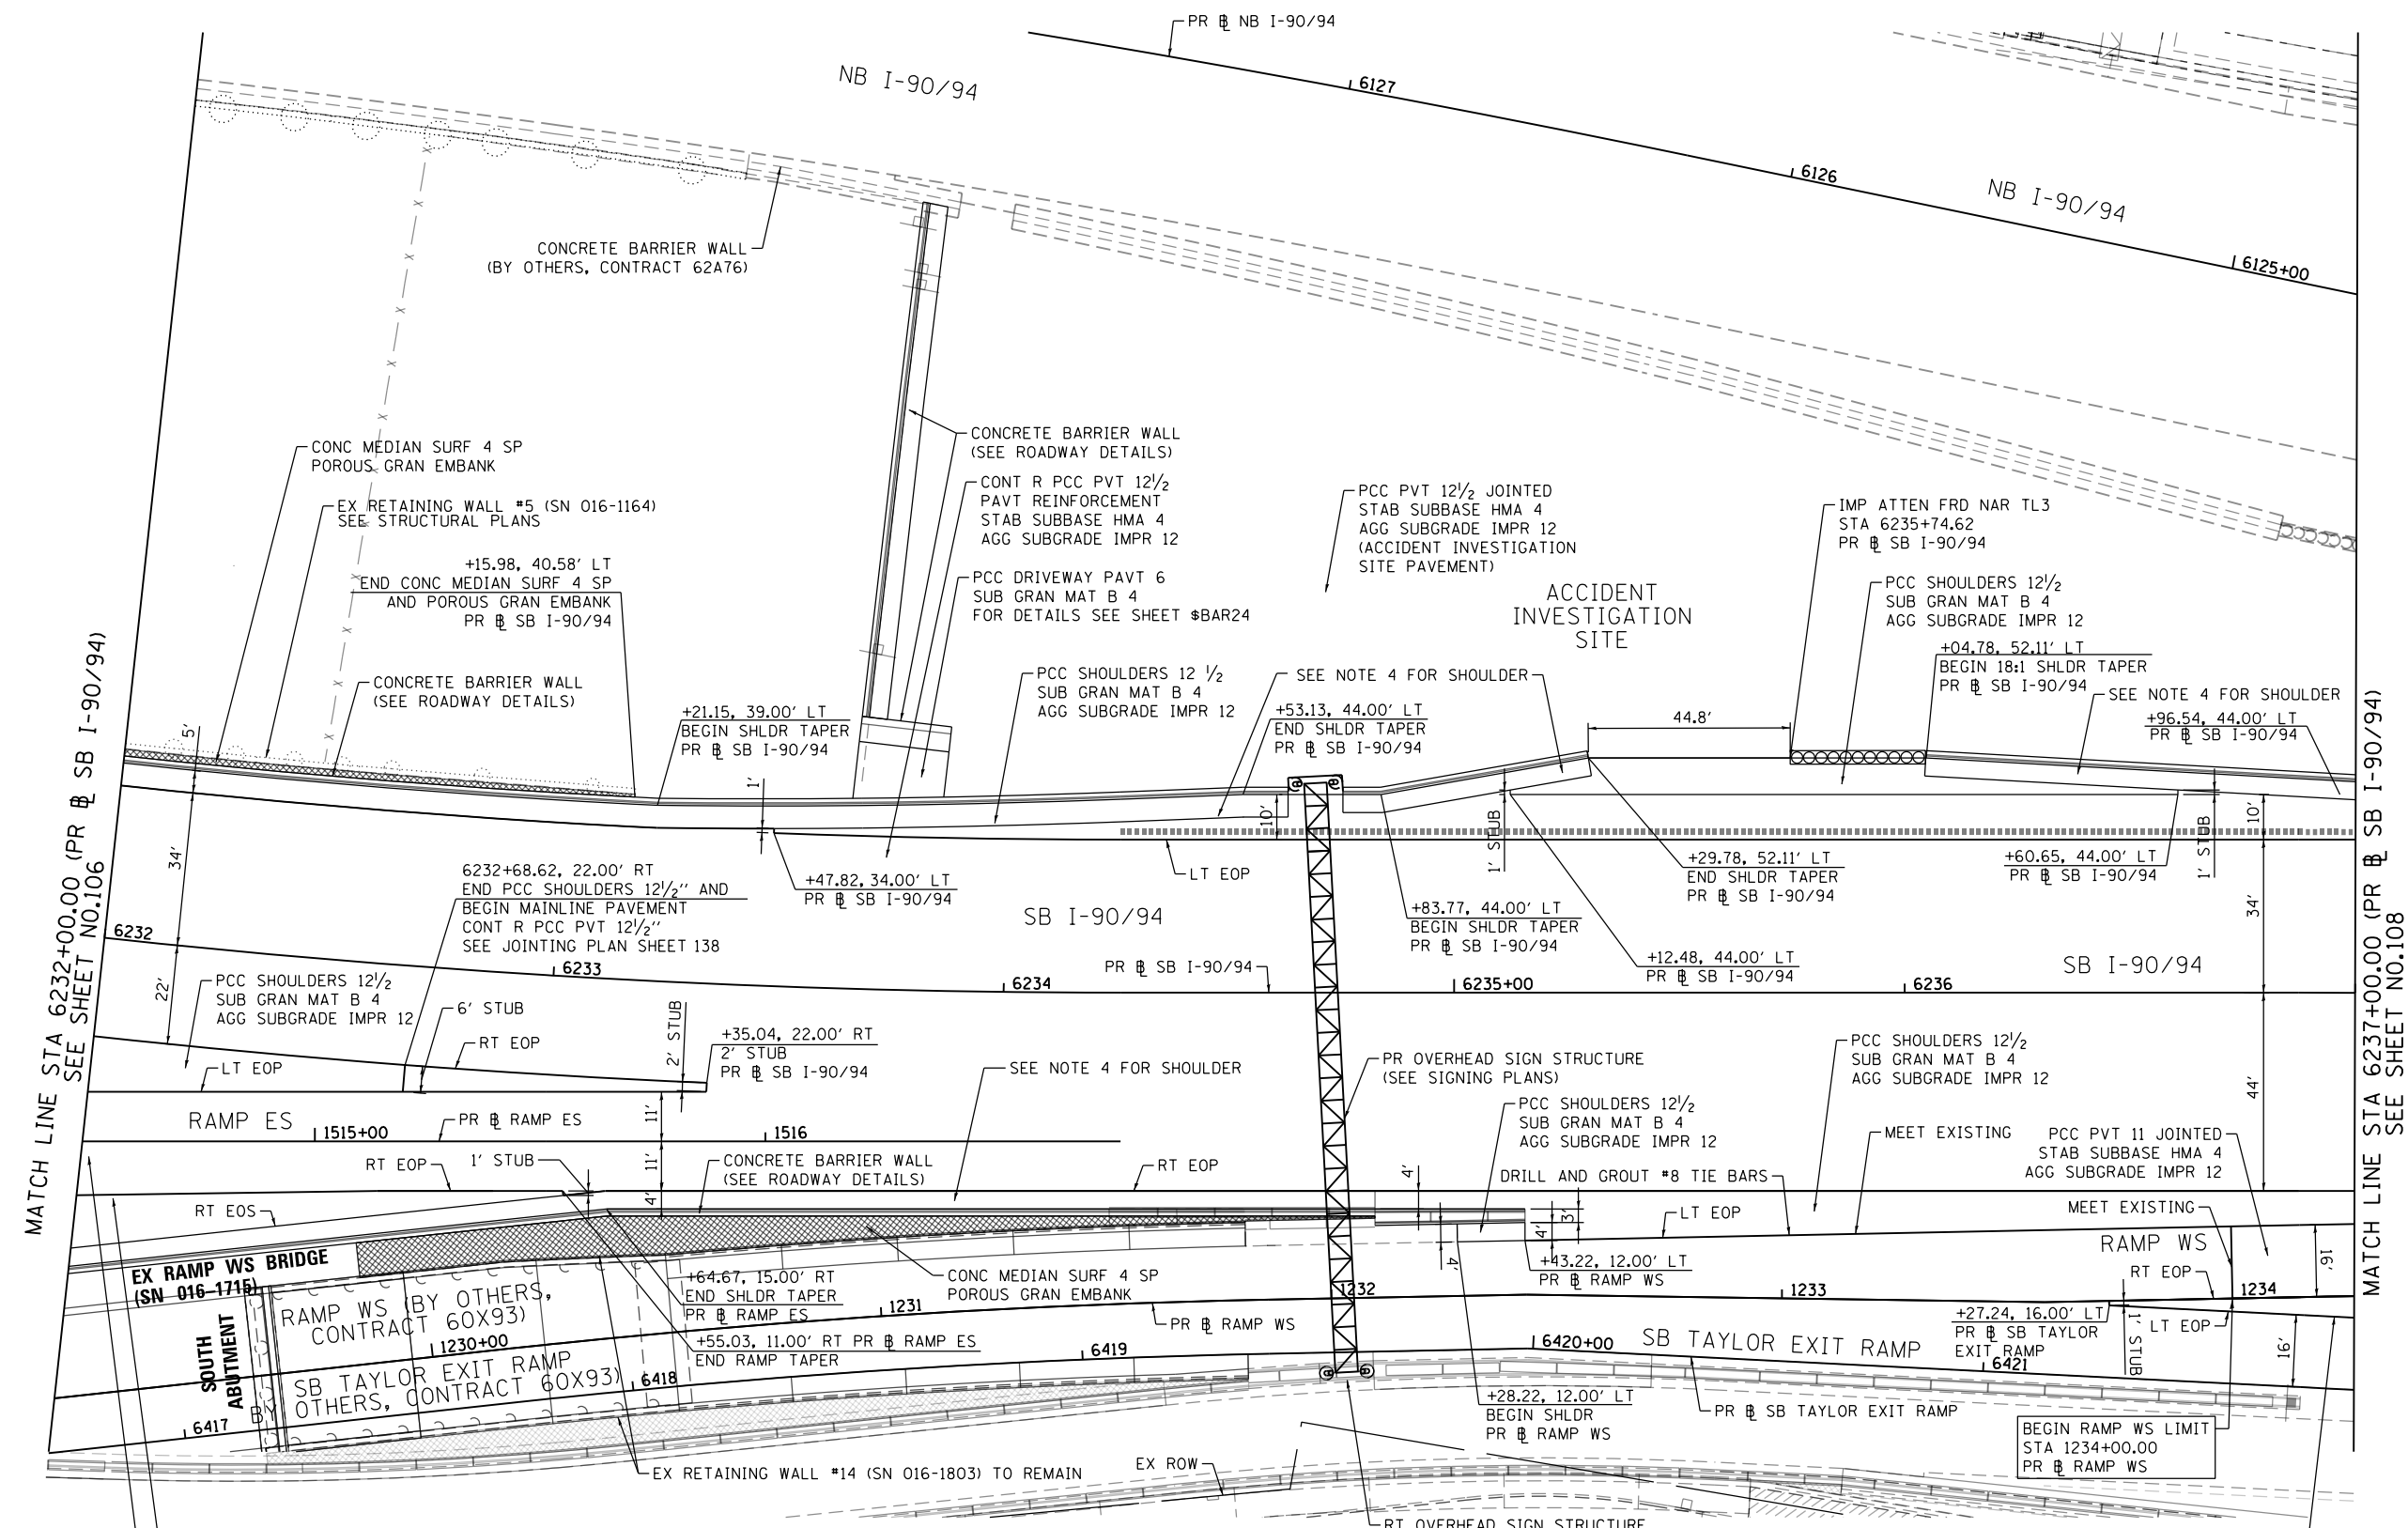 PR ⅊ NB I-90/94
NB I-90/94
6127
6126
NB I-90/94
6125+00
CONCRETE BARRIER WALL
(BY OTHERS, CONTRACT 62A76)
CONC MEDIAN SURF 4 SP
POROUS GRAN EMBANK
EX RETAINING WALL #5 (SN 016-1164)
SEE STRUCTURAL PLANS
+15.98, 40.58' LT
END CONC MEDIAN SURF 4 SP
AND POROUS GRAN EMBANK
PR ⅊ SB I-90/94
CONCRETE BARRIER WALL
(SEE ROADWAY DETAILS)
CONCRETE BARRIER WALL
(SEE ROADWAY DETAILS)
CONT R PCC PVT 12½
PAVT REINFORCEMENT
STAB SUBBASE HMA 4
AGG SUBGRADE IMPR 12
PCC DRIVEWAY PAVT 6
SUB GRAN MAT B 4
FOR DETAILS SEE SHEET $BAR24
PCC SHOULDERS 12 ½
SUB GRAN MAT B 4
AGG SUBGRADE IMPR 12
PCC PVT 12½ JOINTED
STAB SUBBASE HMA 4
AGG SUBGRADE IMPR 12
(ACCIDENT INVESTIGATION
SITE PAVEMENT)
ACCIDENT
INVESTIGATION
SITE
IMP ATTEN FRD NAR TL3
STA 6235+74.62
PR ⅊ SB I-90/94
PCC SHOULDERS 12½
SUB GRAN MAT B 4
AGG SUBGRADE IMPR 12
+04.78, 52.11' LT
BEGIN 18:1 SHLDR TAPER
PR ⅊ SB I-90/94
SEE NOTE 4 FOR SHOULDER
SEE NOTE 4 FOR SHOULDER
+96.54, 44.00' LT
PR ⅊ SB I-90/94
44.8'
+21.15, 39.00' LT
BEGIN SHLDR TAPER
PR ⅊ SB I-90/94
+53.13, 44.00' LT
END SHLDR TAPER
PR ⅊ SB I-90/94
5'
1'
10'
1' STUB
1' STUB
10'
34'
34'
MATCH LINE STA 6232+00.00 (PR ⅊ SB I-90/94)
SEE SHEET NO.106
MATCH LINE STA 6237+00.00 (PR ⅊ SB I-90/94)
SEE SHEET NO.108
6232+68.62, 22.00' RT
END PCC SHOULDERS 12½'' AND
BEGIN MAINLINE PAVEMENT
CONT R PCC PVT 12½''
SEE JOINTING PLAN SHEET 138
+47.82, 34.00' LT
PR ⅊ SB I-90/94
LT EOP
SB I-90/94
+29.78, 52.11' LT
END SHLDR TAPER
PR ⅊ SB I-90/94
+60.65, 44.00' LT
PR ⅊ SB I-90/94
+83.77, 44.00' LT
BEGIN SHLDR TAPER
PR ⅊ SB I-90/94
+12.48, 44.00' LT
PR ⅊ SB I-90/94
SB I-90/94
6232
6233
6234
PR ⅊ SB I-90/94
6235+00
6236
22'
PCC SHOULDERS 12½
SUB GRAN MAT B 4
AGG SUBGRADE IMPR 12
6' STUB
RT EOP
LT EOP
2' STUB
+35.04, 22.00' RT
2' STUB
PR ⅊ SB I-90/94
SEE NOTE 4 FOR SHOULDER
PR OVERHEAD SIGN STRUCTURE
(SEE SIGNING PLANS)
PCC SHOULDERS 12½
SUB GRAN MAT B 4
AGG SUBGRADE IMPR 12
PCC SHOULDERS 12½
SUB GRAN MAT B 4
AGG SUBGRADE IMPR 12
44'
MEET EXISTING
PCC PVT 11 JOINTED
STAB SUBBASE HMA 4
AGG SUBGRADE IMPR 12
RAMP ES
1515+00
PR ⅊ RAMP ES
11'
1516
11'
RT EOP
1' STUB
CONCRETE BARRIER WALL
(SEE ROADWAY DETAILS)
RT EOP
4'
4'
DRILL AND GROUT #8 TIE BARS
RT EOS
3'
4'
4'
LT EOP
MEET EXISTING
RAMP WS
16'
EX RAMP WS BRIDGE
(SN 016-1715)
+64.67, 15.00' RT
END SHLDR TAPER
PR ⅊ RAMP ES
CONC MEDIAN SURF 4 SP
POROUS GRAN EMBANK
+43.22, 12.00' LT
PR ⅊ RAMP WS
RT EOP
1230+00
1231
1232
1233
1234
RAMP WS (BY OTHERS,
CONTRACT 60X93)
+55.03, 11.00' RT PR ⅊ RAMP ES
END RAMP TAPER
PR ⅊ RAMP WS
+27.24, 16.00' LT
PR ⅊ SB TAYLOR
EXIT RAMP
1' STUB
LT EOP
16'
SOUTH
ABUTMENT
SB TAYLOR EXIT RAMP
BY OTHERS, CONTRACT 60X93)
6417
6418
6419
6420+00
SB TAYLOR EXIT RAMP
6421
+28.22, 12.00' LT
BEGIN SHLDR
PR ⅊ RAMP WS
PR ⅊ SB TAYLOR EXIT RAMP
BEGIN RAMP WS LIMIT
STA 1234+00.00
PR ⅊ RAMP WS
EX RETAINING WALL #14 (SN 016-1803) TO REMAIN
EX ROW
RT OVERHEAD SIGN STRUCTURE